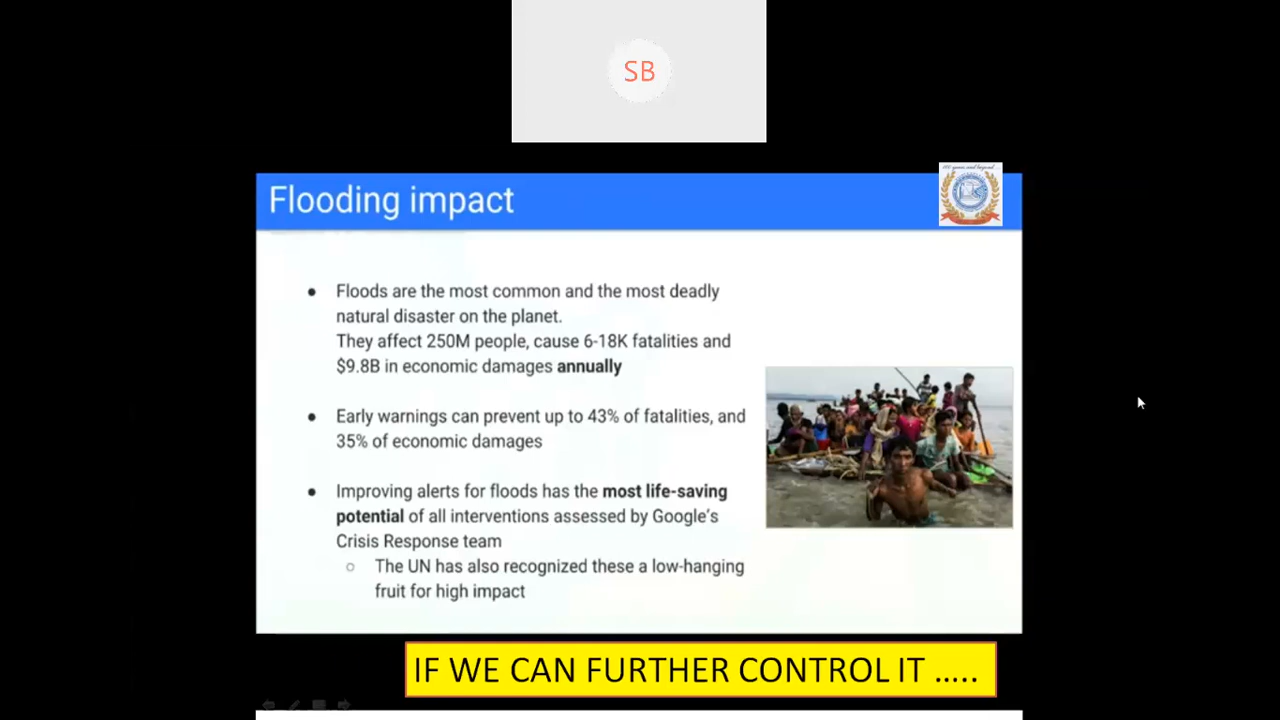 SB
Flooding impact
Floods are the most common and the most deadly
natural disaster on the planet.
They affect 250M people, cause 6-18K fatalities and
$9.8B in economic damages annually
Early warnings can prevent up to 43% of fatalities, and
35% of economic damages
Improving alerts for floods has the most life-saving
potential of all interventions assessed by Google's
Crisis Response team
The UN has also recognized these a low-hanging
fruit for high impact
IF WE CAN FURTHER CONTROL IT .....